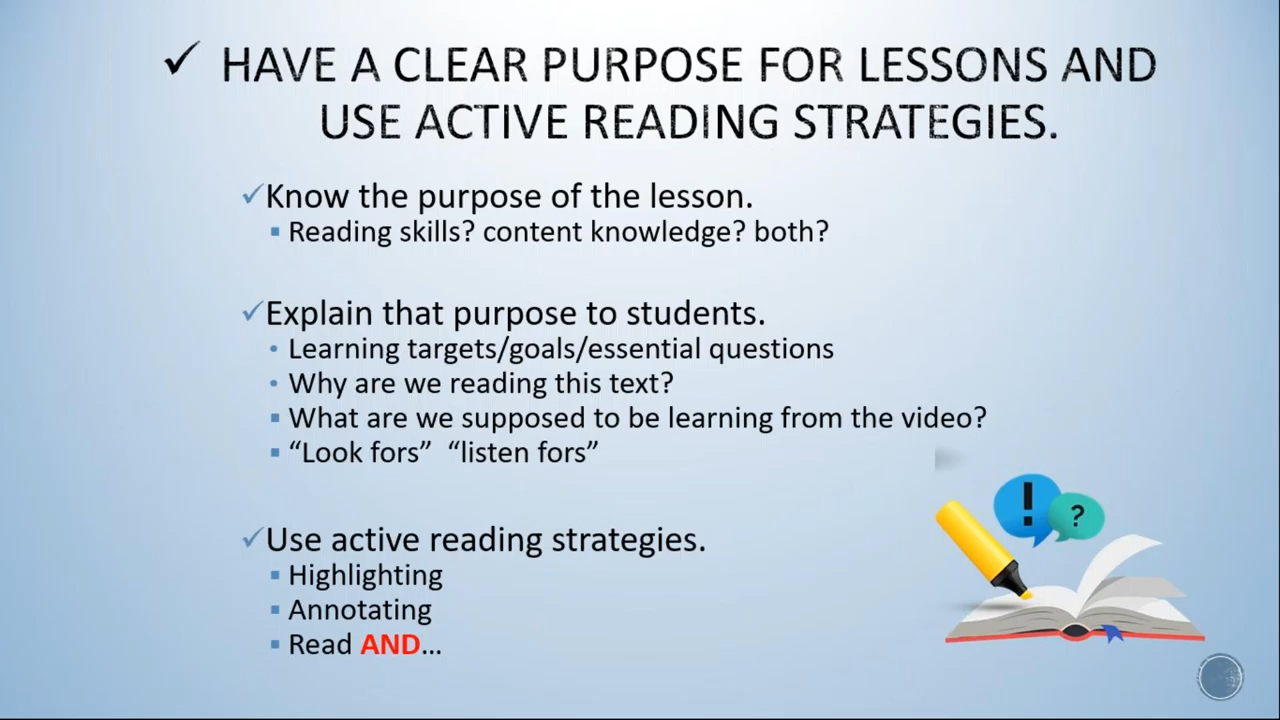 ✓ HAVE A CLEAR PURPOSE FOR LESSONS AND
USE ACTIVE READING STRATEGIES.
✓Know the purpose of the lesson.
▪ Reading skills? content knowledge? both?
✓Explain that purpose to students.
• Learning targets/goals/essential questions
• Why are we reading this text?
▪ What are we supposed to be learning from the video?
▪ “Look fors”  “listen fors”
! ?
✓Use active reading strategies.
▪ Highlighting
▪ Annotating
▪ Read AND…